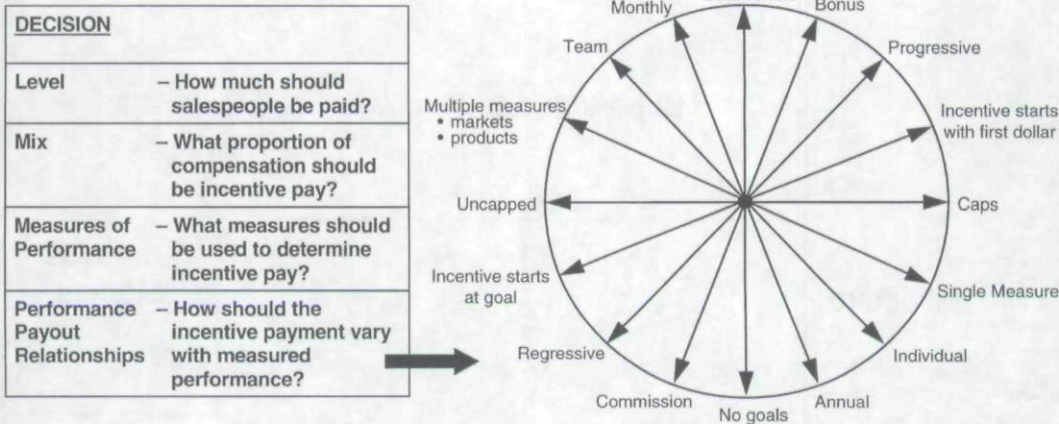 DECISION
Level – How much should
salespeople be paid?
Mix – What proportion of
compensation should
be incentive pay?
Measures of – What measures should
Performance be used to determine
incentive pay?
Performance – How should the
Payout incentive payment vary
Relationships with measured
performance?
Bonus
Monthly
Progressive
Team
Incentive starts
with first dollar
Multiple measures
• markets
• products
Caps
Uncapped
Single Measure
Incentive starts
at goal
Individual
Regressive
Annual
Commission
No goals